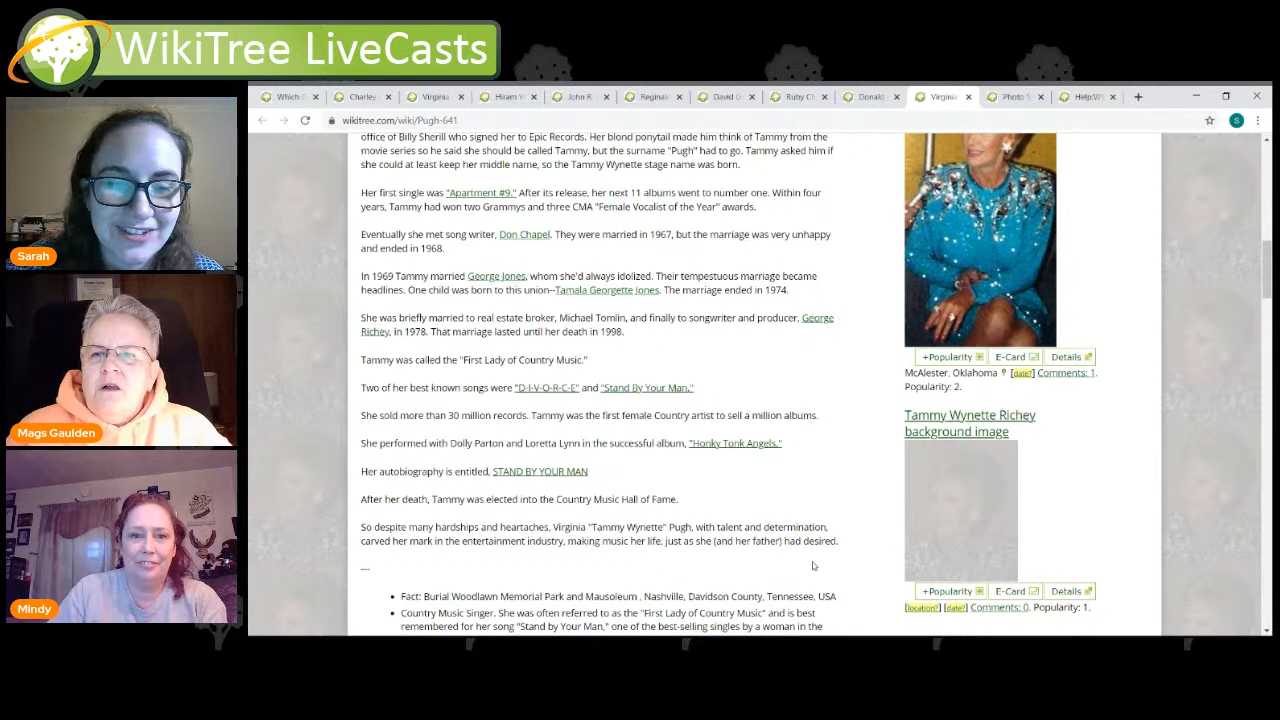 WikiTree LiveCasts
Which
Charley
Virginia
Hiram
John R
Reginal
David G
Ruby Ch
Donald
Virginia
Photo S
Help:W
wikitree.com/wiki/Pugh-641
S
office of Billy Sherill who signed her to Epic Records. Her blond ponytail made him think of Tammy from the
movie series so he said she should be called Tammy, but the surname "Pugh" had to go. Tammy asked him if
she could at least keep her middle name, so the Tammy Wynette stage name was born.
Her first single was "Apartment #9." After its release, her next 11 albums went to number one. Within four
years, Tammy had won two Grammys and three CMA "Female Vocalist of the Year" awards.
Eventually she met song writer, Don Chapel. They were married in 1967, but the marriage was very unhappy
and ended in 1968.
In 1969 Tammy married George Jones, whom she'd always idolized. Their tempestuous marriage became
headlines. One child was born to this union--Tamala Georgette Jones. The marriage ended in 1974.
She was briefly married to real estate broker, Michael Tomlin, and finally to songwriter and producer, George
Richey, in 1978. That marriage lasted until her death in 1998.
Tammy was called the "First Lady of Country Music."
Two of her best known songs were "D-I-V-O-R-C-E" and "Stand By Your Man."
She sold more than 30 million records. Tammy was the first female Country artist to sell a million albums.
She performed with Dolly Parton and Loretta Lynn in the successful album, "Honky Tonk Angels."
Her autobiography is entitled, STAND BY YOUR MAN
After her death, Tammy was elected into the Country Music Hall of Fame.
So despite many hardships and heartaches, Virginia "Tammy Wynette" Pugh, with talent and determination,
carved her mark in the entertainment industry, making music her life, just as she (and her father) had desired.
---
Fact: Burial Woodlawn Memorial Park and Mausoleum , Nashville, Davidson County, Tennessee, USA
Country Music Singer. She was often referred to as the "First Lady of Country Music" and is best
remembered for her song "Stand by Your Man," one of the best-selling singles by a woman in the
+Popularity E-Card Details
McAlester, Oklahoma [date?] Comments: 1.
Popularity: 2.
Tammy Wynette Richey
background image
+Popularity E-Card Details
[location?] [date?] Comments: 0. Popularity: 1.
Sarah
Mags Gaulden
Mindy